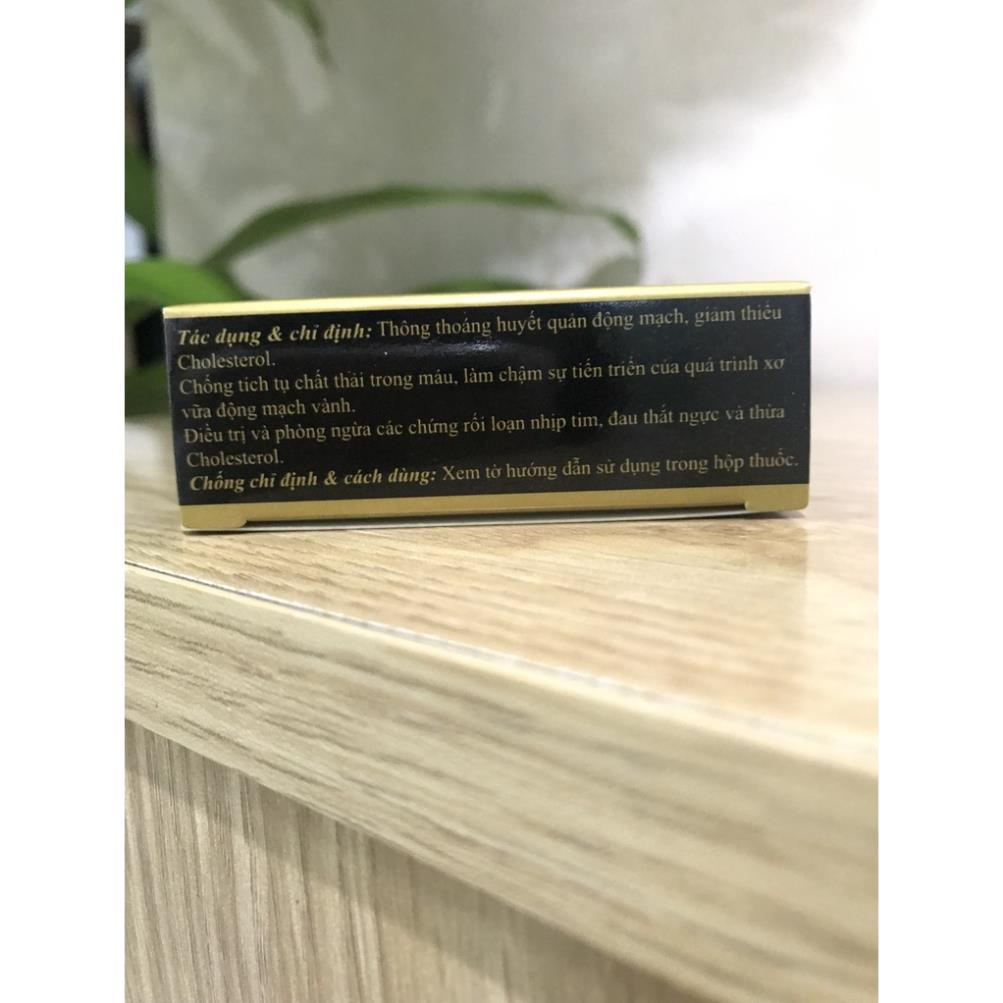 Tác dụng & chỉ định: Thông thoáng huyết quản động mạch, giảm thiểu
Cholesterol.
Chống tich tụ chất thải trong máu, làm chậm sự tiến triển của quá trình xơ
vữa động mạch vành.
Điều trị và phòng ngừa các chứng rối loạn nhịp tim, đau thắt ngực và thừa
Cholesterol.
Chống chỉ định & cách dùng: Xem tờ hướng dẫn sử dụng trong hộp thuốc.